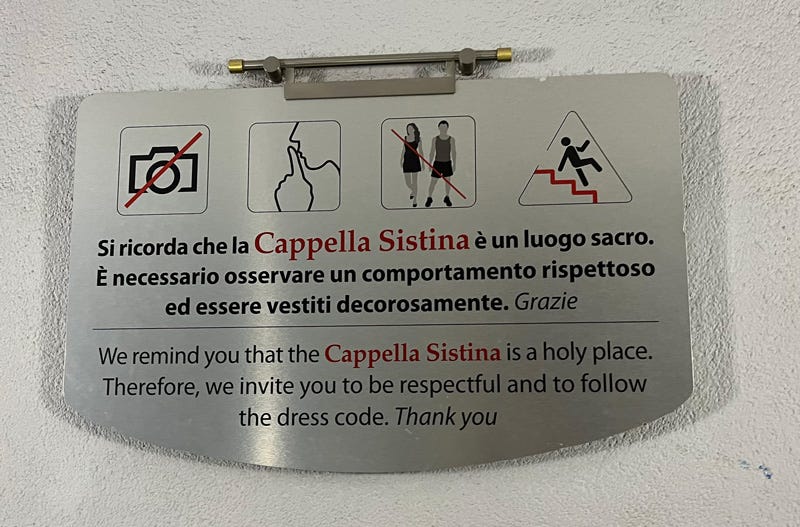 Si ricorda che la Cappella Sistina è un luogo sacro.
È necessario osservare un comportamento rispettoso
ed essere vestiti decorosamente. Grazie
We remind you that the Cappella Sistina is a holy place.
Therefore, we invite you to be respectful and to follow
the dress code. Thank you